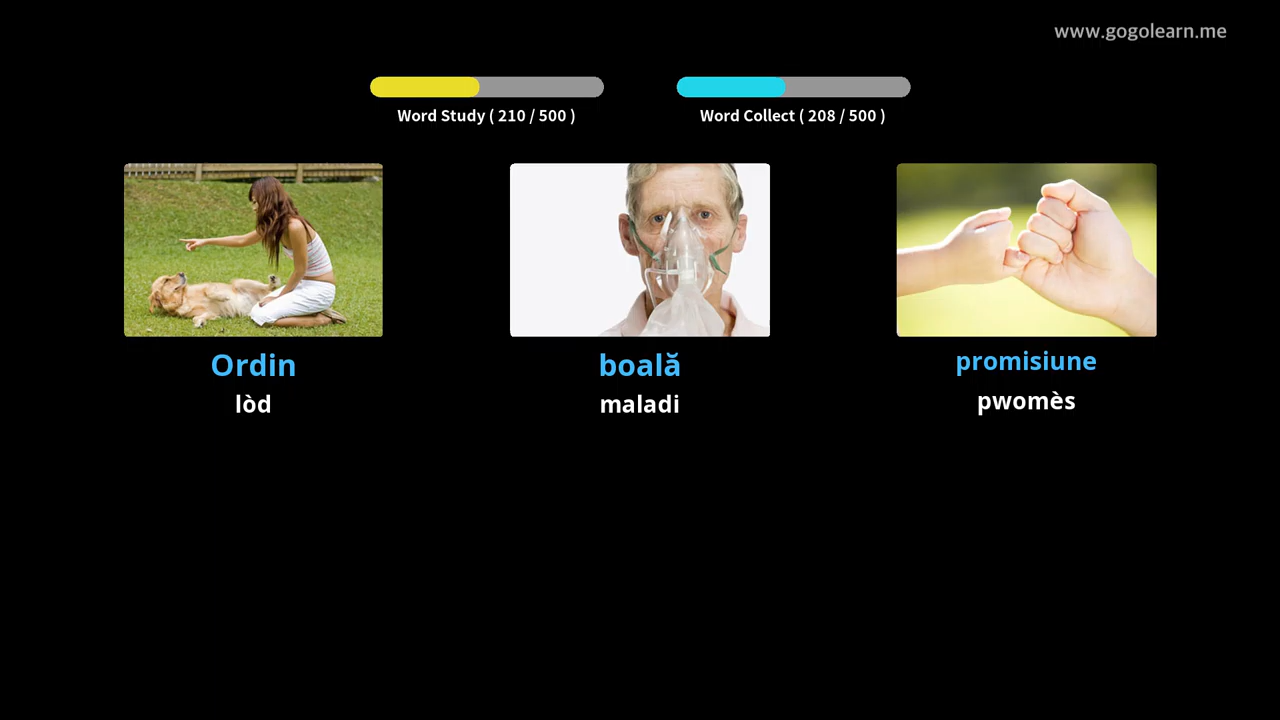 www.gogolearn.me
Word Study ( 210 / 500 )
Word Collect ( 208 / 500 )
Ordin
lòd
boală
maladi
promisiune
pwomès